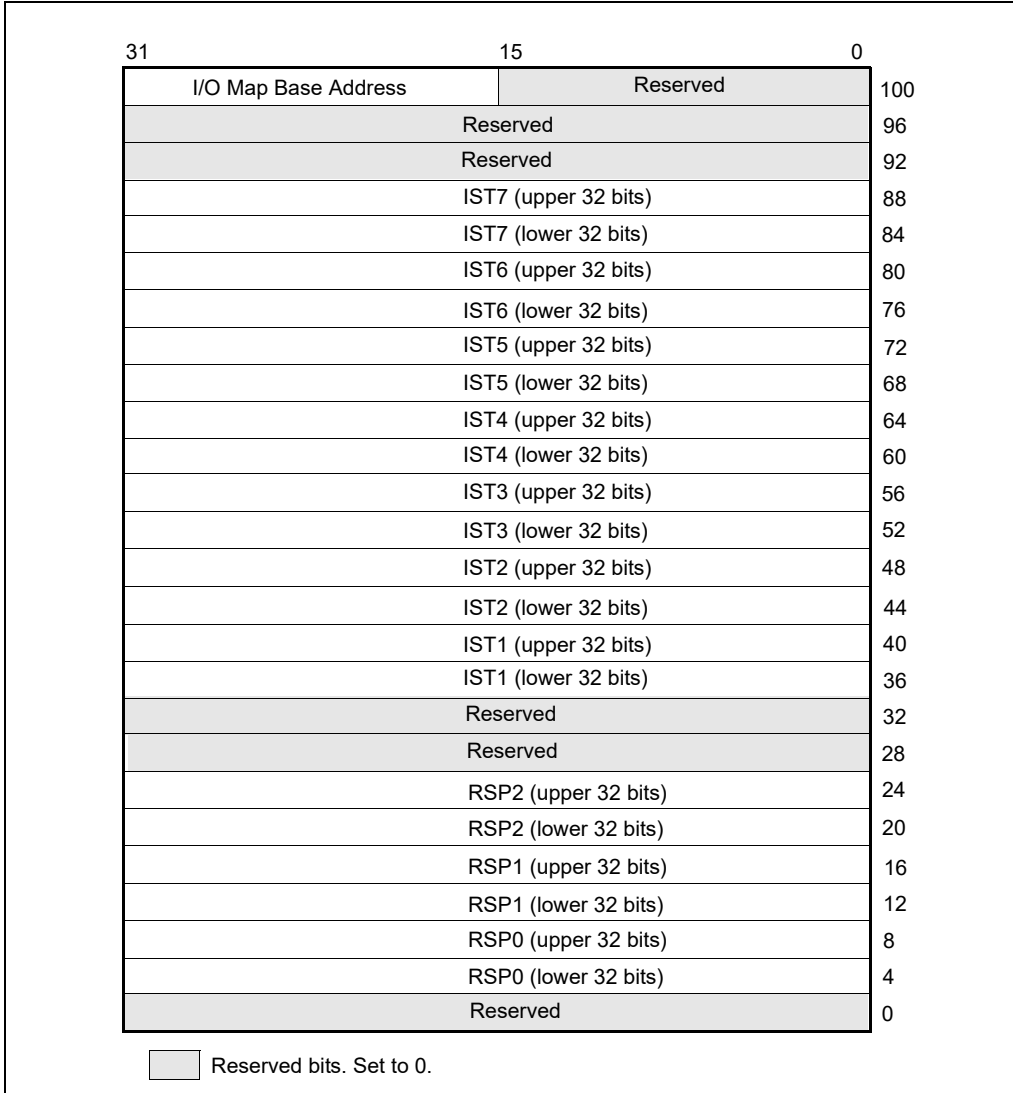 31 15 0
I/O Map Base Address Reserved 100
Reserved 96
Reserved 92
IST7 (upper 32 bits) 88
IST7 (lower 32 bits) 84
IST6 (upper 32 bits) 80
IST6 (lower 32 bits) 76
IST5 (upper 32 bits) 72
IST5 (lower 32 bits) 68
IST4 (upper 32 bits) 64
IST4 (lower 32 bits) 60
IST3 (upper 32 bits) 56
IST3 (lower 32 bits) 52
IST2 (upper 32 bits) 48
IST2 (lower 32 bits) 44
IST1 (upper 32 bits) 40
IST1 (lower 32 bits) 36
Reserved 32
Reserved 28
RSP2 (upper 32 bits) 24
RSP2 (lower 32 bits) 20
RSP1 (upper 32 bits) 16
RSP1 (lower 32 bits) 12
RSP0 (upper 32 bits) 8
RSP0 (lower 32 bits) 4
Reserved 0
Reserved bits. Set to 0.